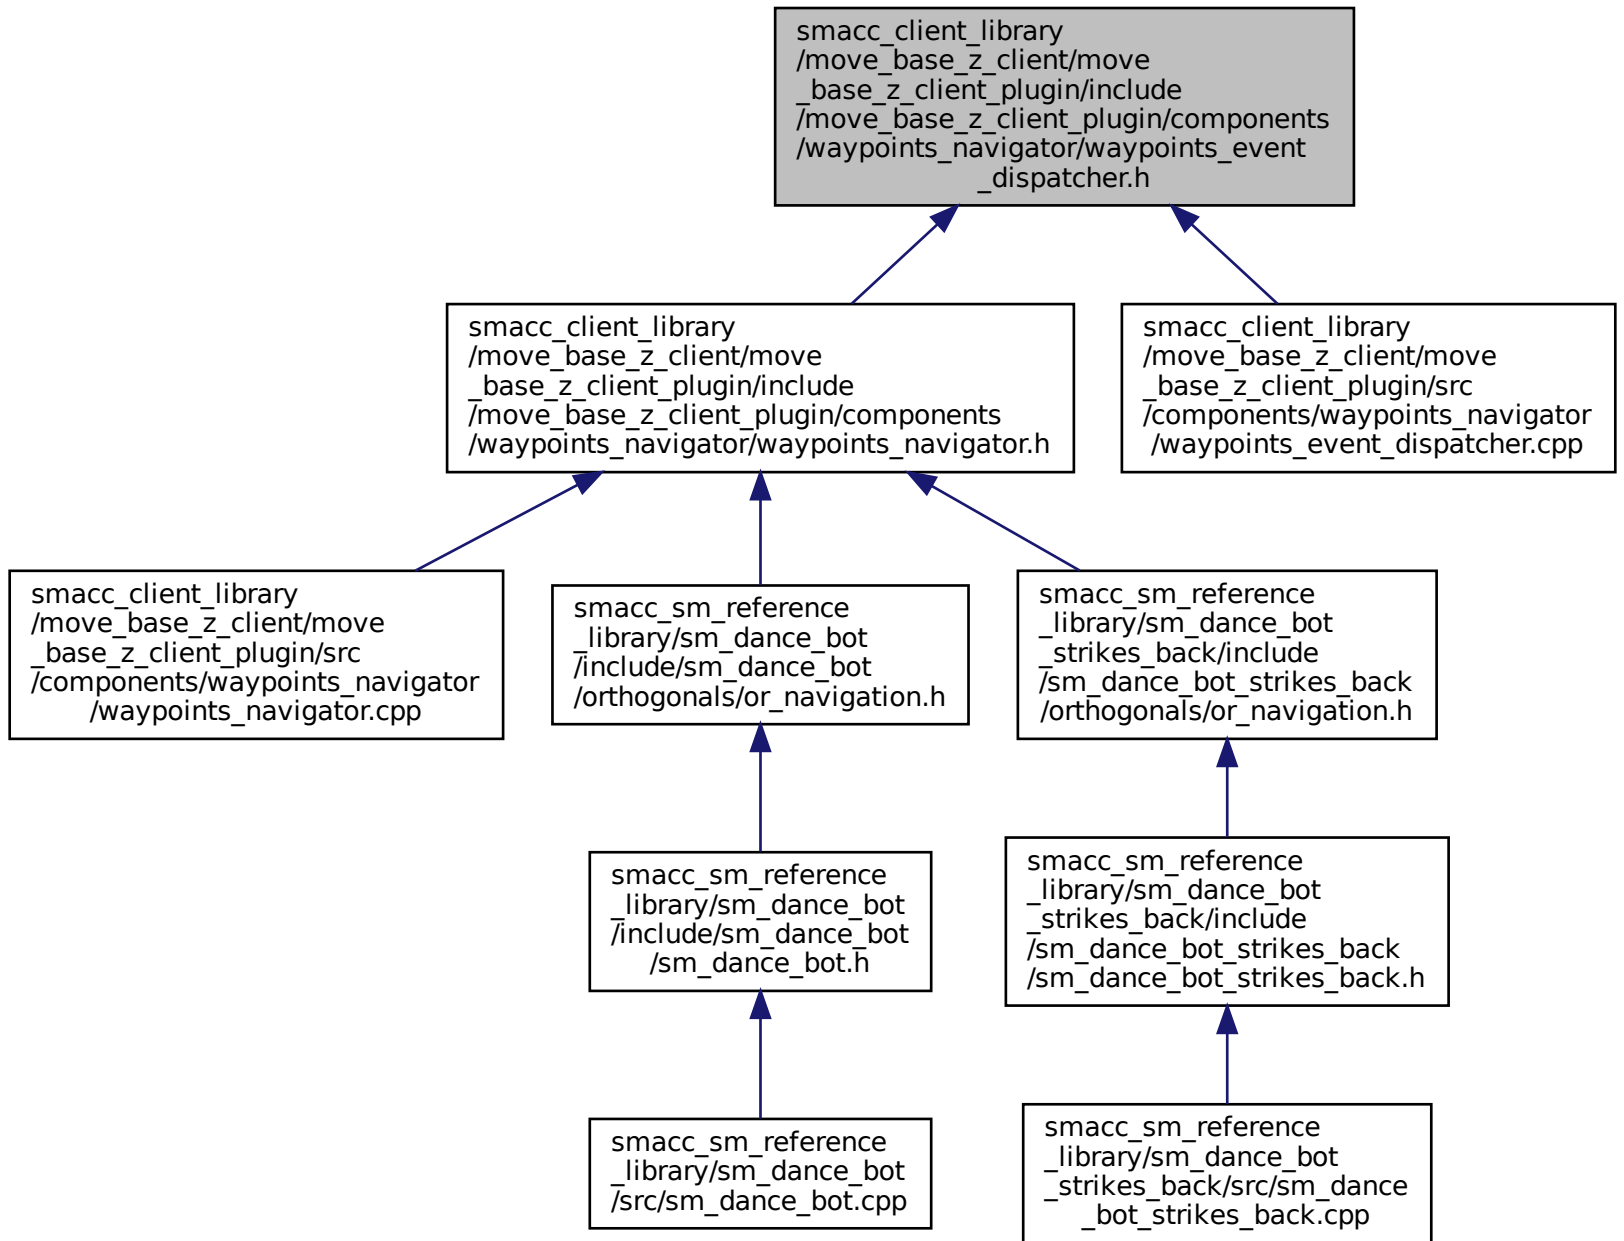 smacc_client_library
/move_base_z_client/move
_base_z_client_plugin/include
/move_base_z_client_plugin/components
/waypoints_navigator/waypoints_event
_dispatcher.h
smacc_client_library
/move_base_z_client/move
_base_z_client_plugin/include
/move_base_z_client_plugin/components
/waypoints_navigator/waypoints_navigator.h
smacc_client_library
/move_base_z_client/move
_base_z_client_plugin/src
/components/waypoints_navigator
/waypoints_event_dispatcher.cpp
smacc_client_library
/move_base_z_client/move
_base_z_client_plugin/src
/components/waypoints_navigator
/waypoints_navigator.cpp
smacc_sm_reference
_library/sm_dance_bot
/include/sm_dance_bot
/orthogonals/or_navigation.h
smacc_sm_reference
_library/sm_dance_bot
_strikes_back/include
/sm_dance_bot_strikes_back
/orthogonals/or_navigation.h
smacc_sm_reference
_library/sm_dance_bot
/include/sm_dance_bot
/sm_dance_bot.h
smacc_sm_reference
_library/sm_dance_bot
_strikes_back/include
/sm_dance_bot_strikes_back
/sm_dance_bot_strikes_back.h
smacc_sm_reference
_library/sm_dance_bot
/src/sm_dance_bot.cpp
smacc_sm_reference
_library/sm_dance_bot
_strikes_back/src/sm_dance
_bot_strikes_back.cpp